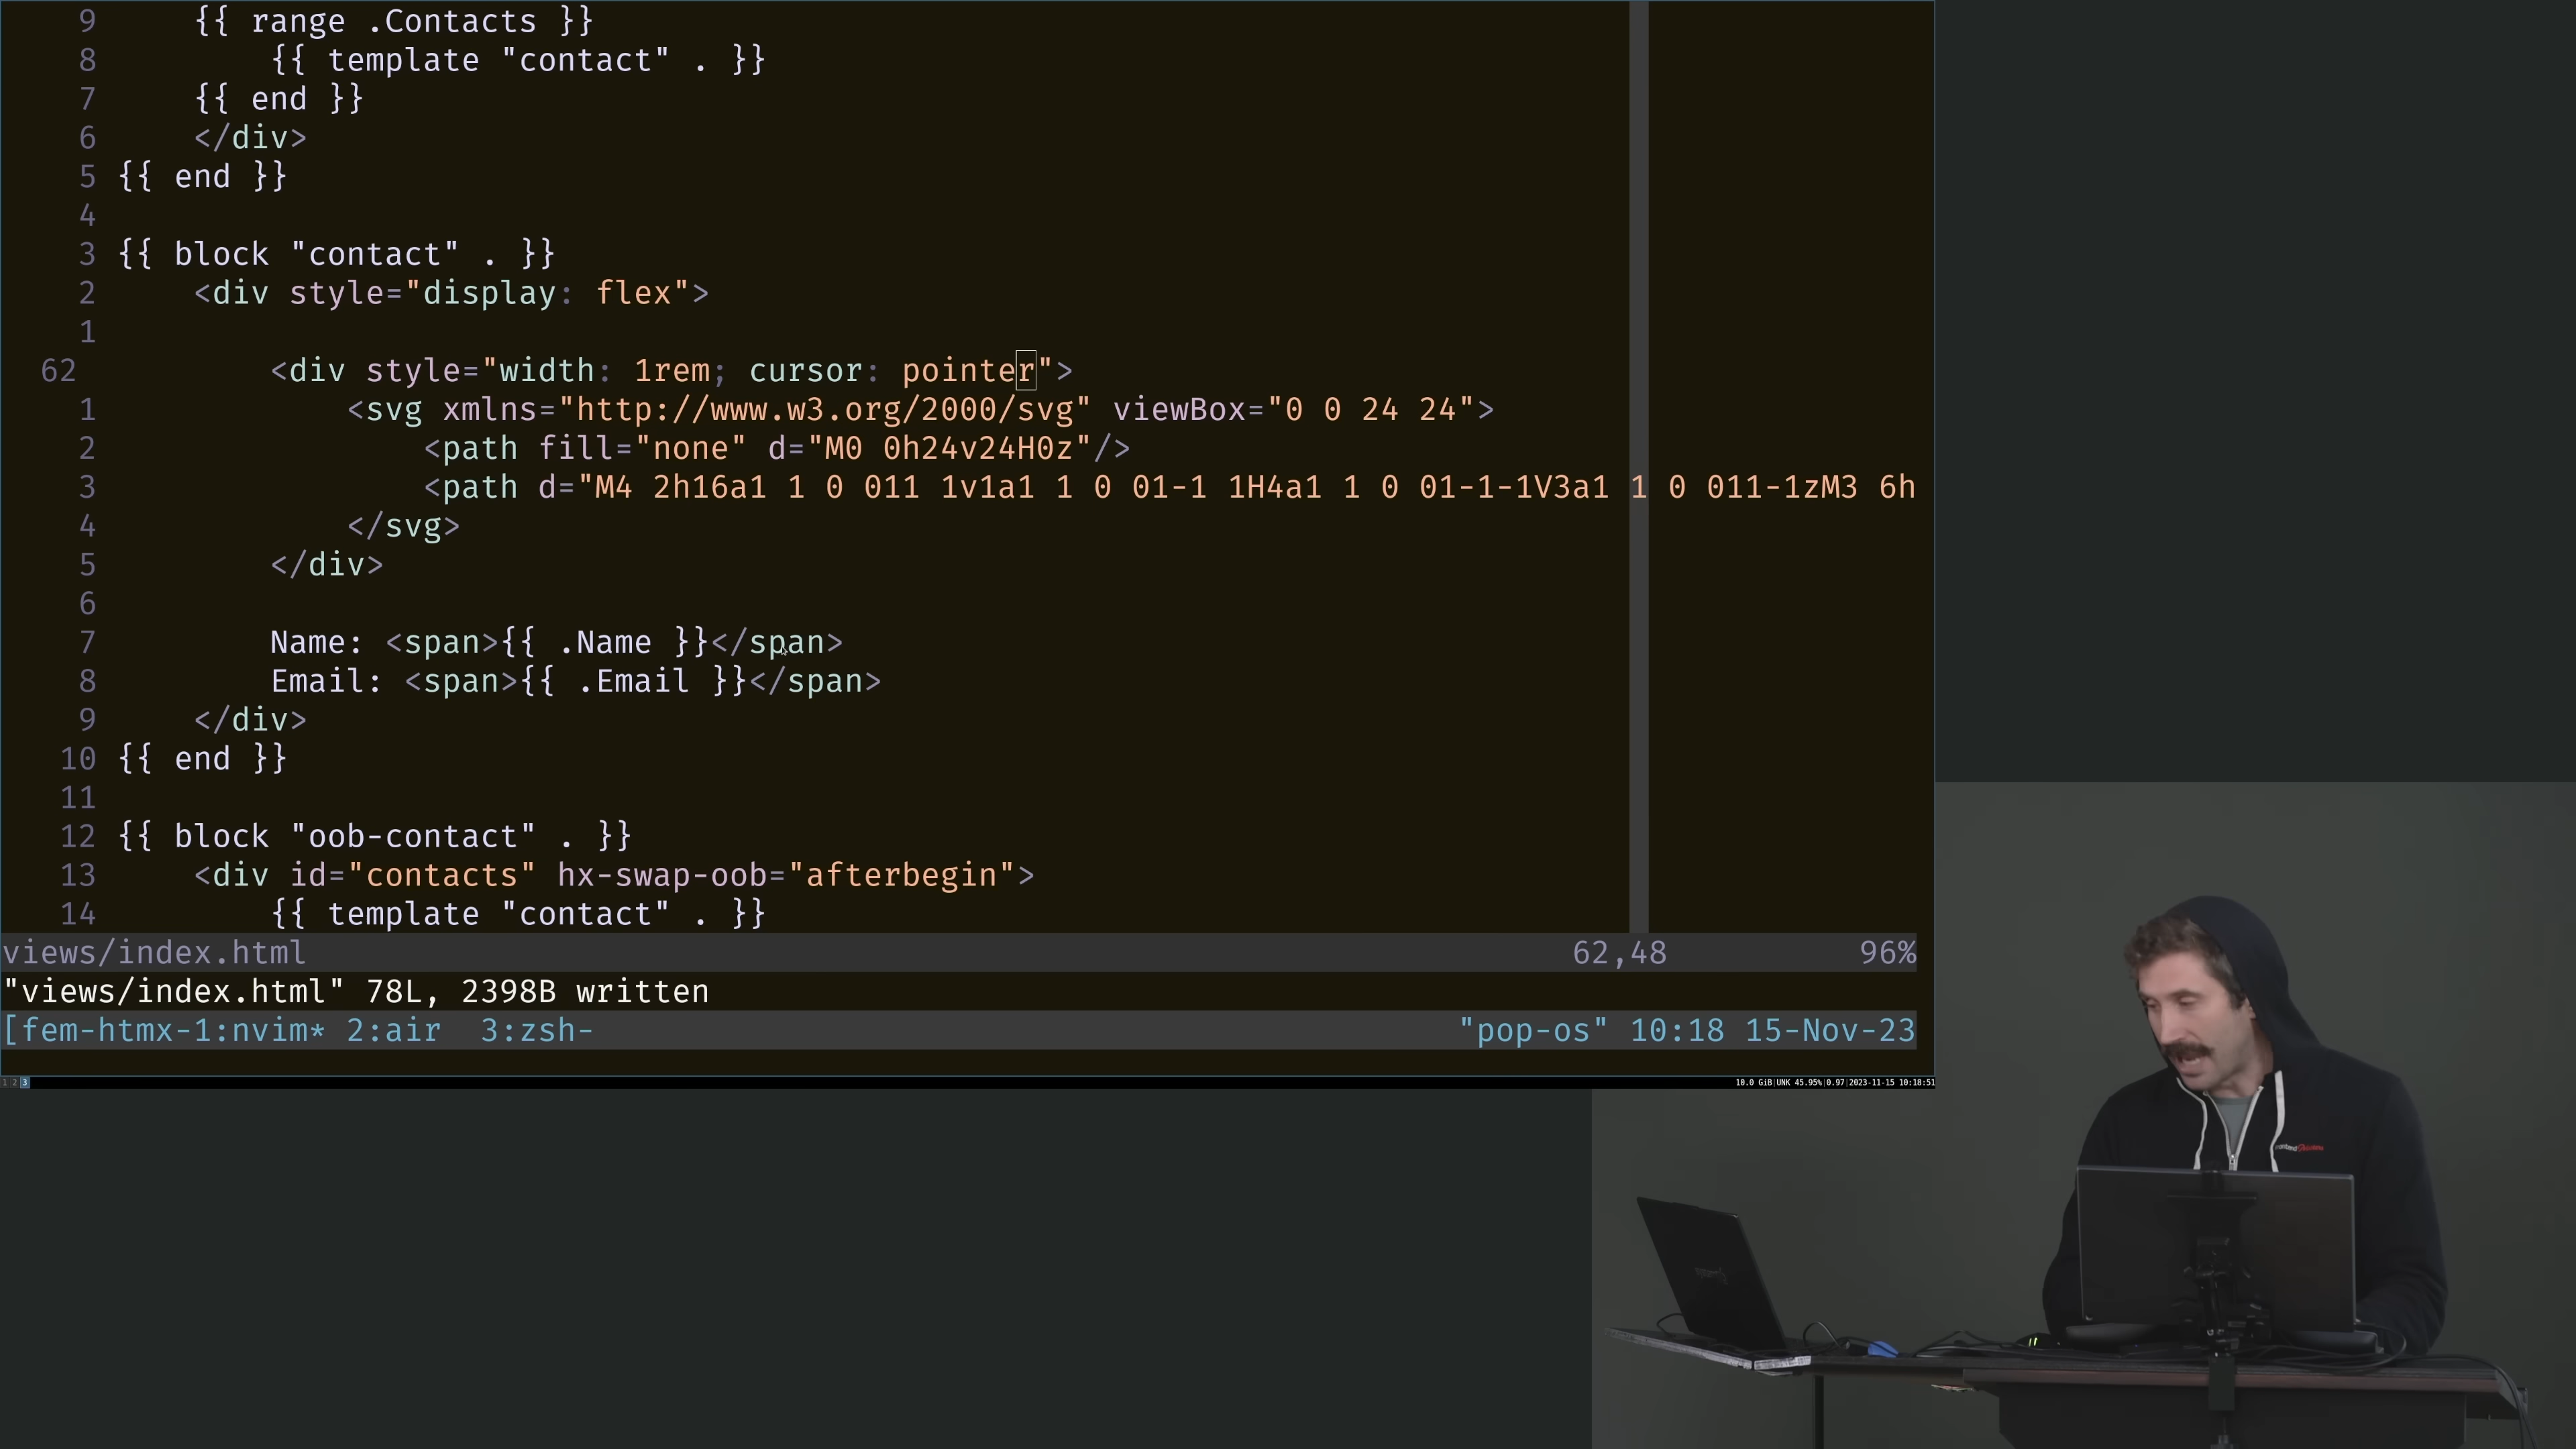 9 {{ range .Contacts }}
8 {{ template "contact" . }}
7 {{ end }}
6 </div>
5 {{ end }}
4
3 {{ block "contact" . }}
2 <div style="display: flex">
1
62 <div style="width: 1rem; cursor: pointer">
1 <svg xmlns="http://www.w3.org/2000/svg" viewBox="0 0 24 24">
2 <path fill="none" d="M0 0h24v24H0z"/>
3 <path d="M4 2h16a1 1 0 011 1v1a1 1 0 01-1 1H4a1 1 0 01-1-1V3a1 1 0 011-1zM3 6h
4 </svg>
5 </div>
6
7 Name: <span>{{ .Name }}</span>
8 Email: <span>{{ .Email }}</span>
9 </div>
10 {{ end }}
11
12 {{ block "oob-contact" . }}
13 <div id="contacts" hx-swap-oob="afterbegin">
14 {{ template "contact" . }}
views/index.html 62,48 96%
"views/index.html" 78L, 2398B written
[fem-htmx-1:nvim* 2:air 3:zsh- "pop-os" 10:18 15-Nov-23
1 2 3 10.0 GiB|UNK 45.95%|0.97|2023-11-15 10:18:51